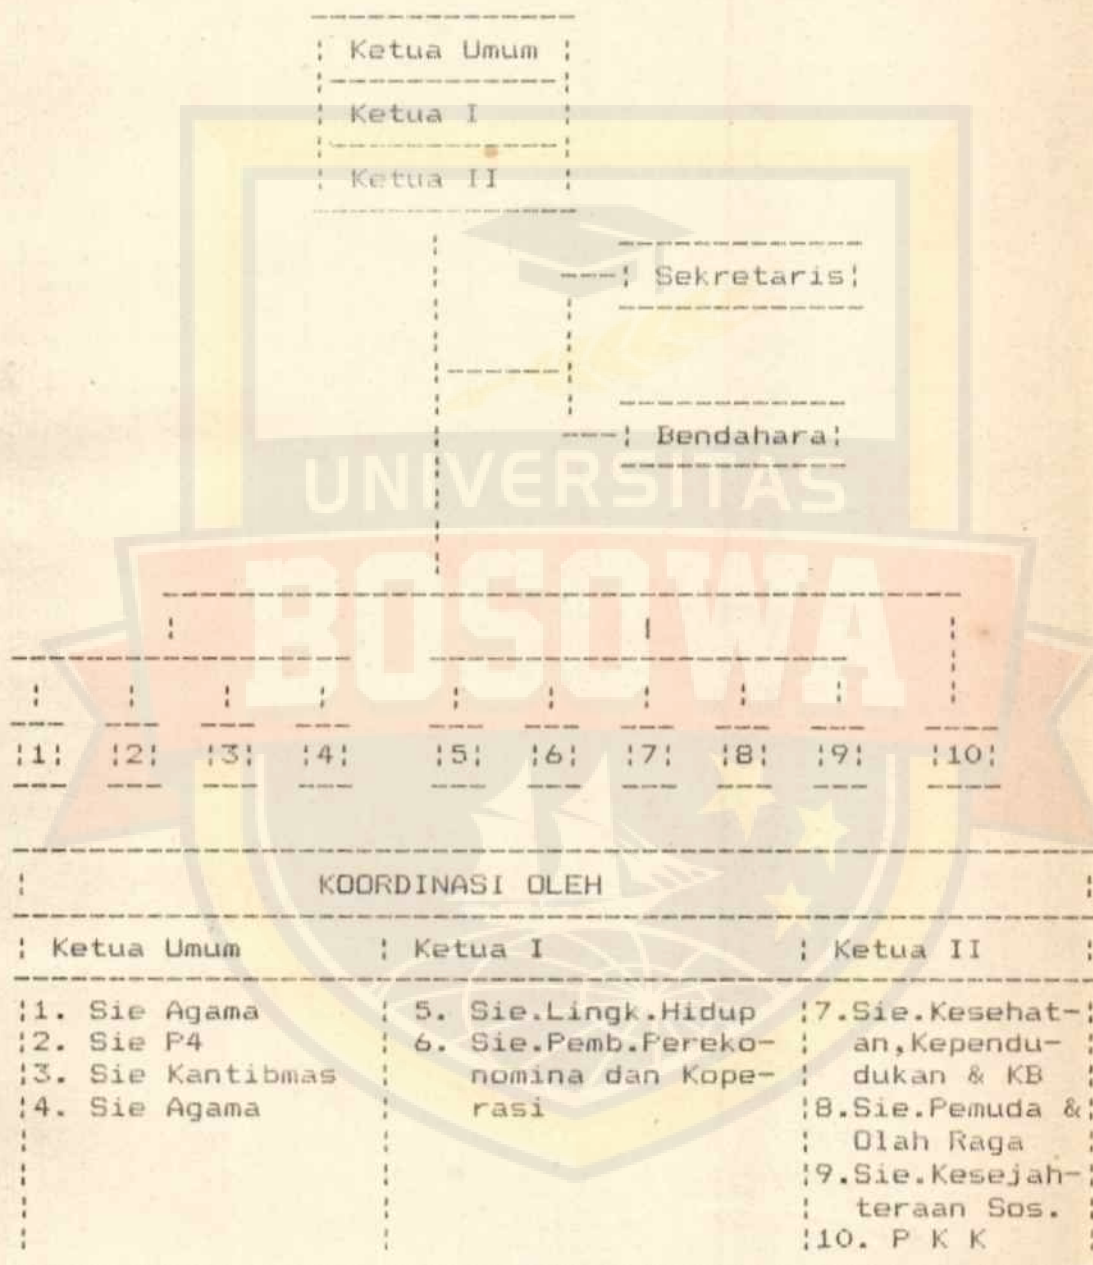 Ketua Umum
Ketua I
Ketua II
Sekretaris
Bendahara
UNIVERSITAS
BOSOWA
1 2 3 4 5 6 7 8 9 10
KOORDINASI OLEH
Ketua Umum Ketua I Ketua II
1. Sie Agama
2. Sie P4
3. Sie Kantibmas
4. Sie Agama
5. Sie.Lingk.Hidup
6. Sie.Pemb.Pereko-
nomina dan Kope-
rasi
7.Sie.Kesehat-
an,Kependu-
dukan & KB
8.Sie.Pemuda &
Olah Raga
9.Sie.Kesejah-
teraan Sos.
10. P K K